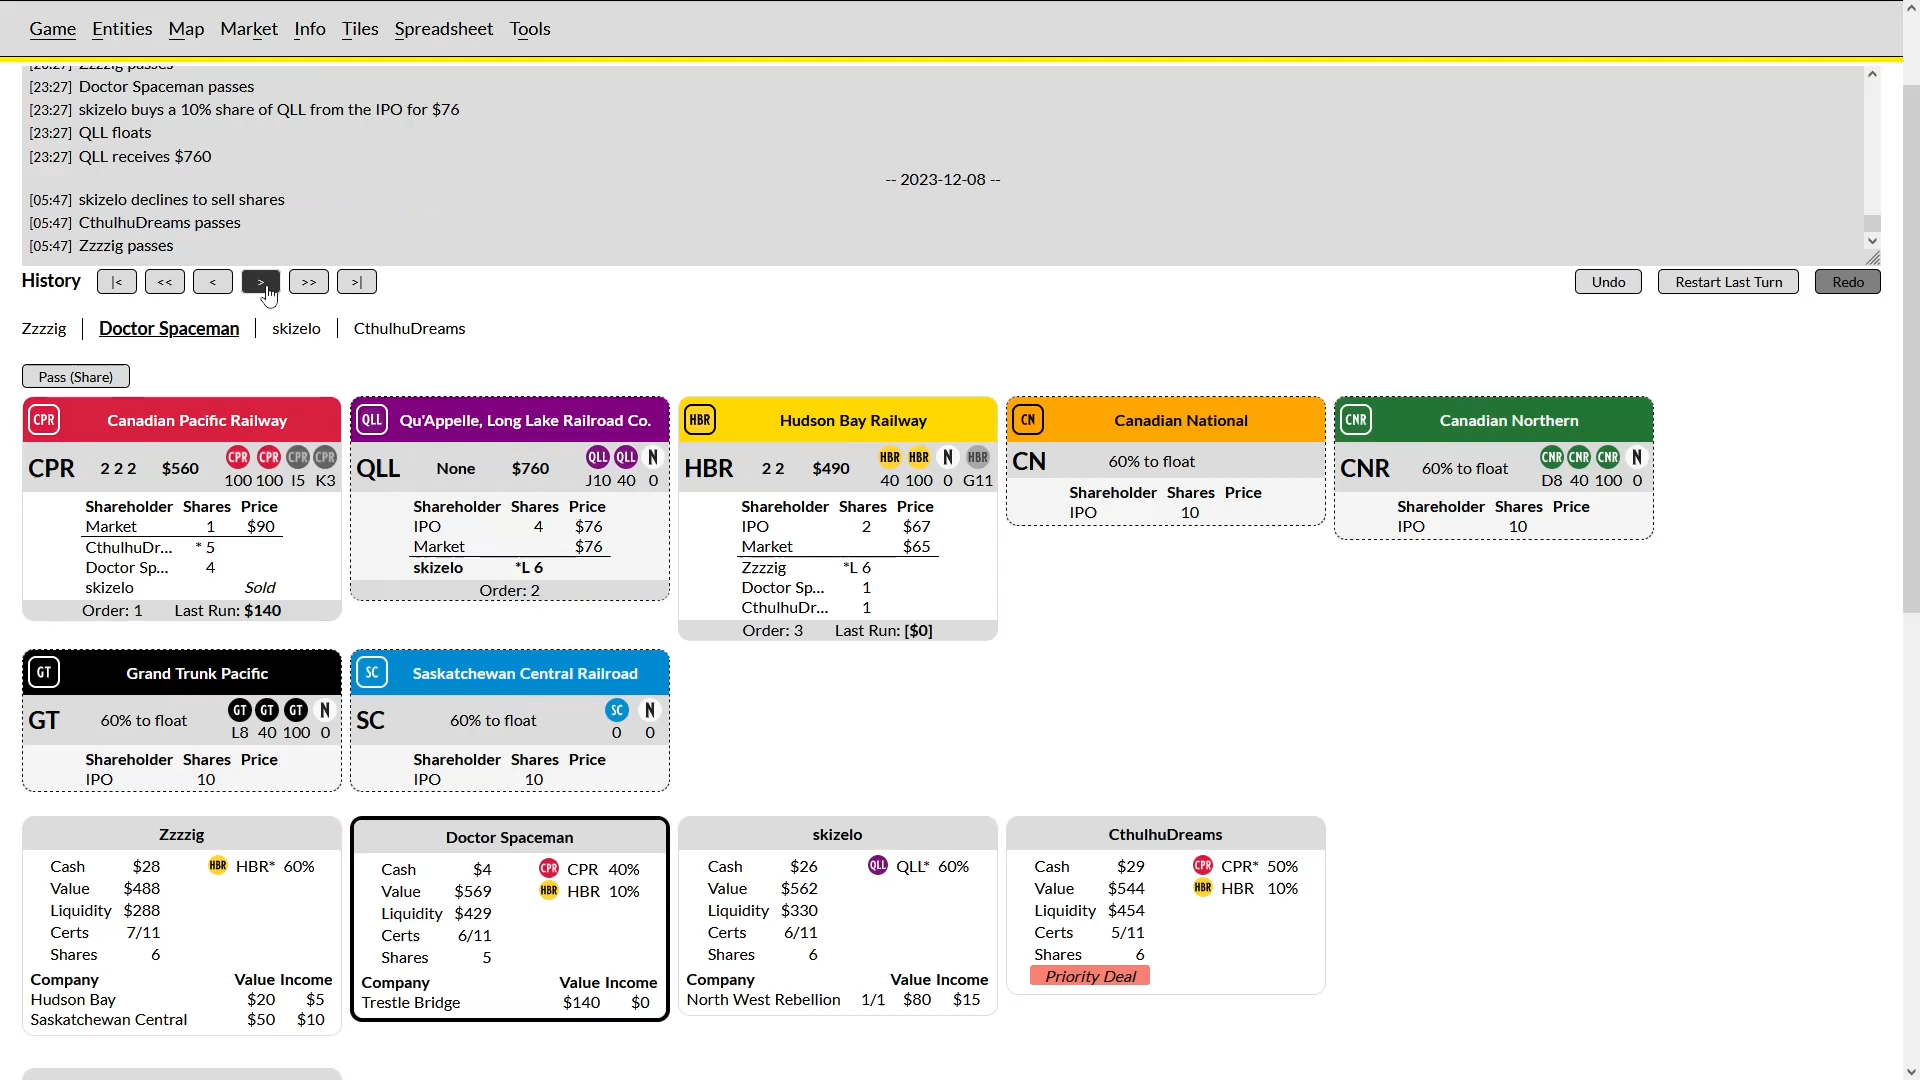 Game Entities Map Market Info Tiles Spreadsheet Tools
Zzzzig passes
[23:27] Doctor Spaceman passes
[23:27] skizelo buys a 10% share of QLL from the IPO for $76
[23:27] QLL floats
[23:27] QLL receives $760
-- 2023-12-08 --
[05:47] skizelo declines to sell shares
[05:47] CthulhuDreams passes
[05:47] Zzzzig passes
History |< << < > >> >| Undo Restart Last Turn Redo
Zzzzig Doctor Spaceman skizelo CthulhuDreams
Pass (Share)
CPR Canadian Pacific Railway
CPR 2 2 2 $560 CPR CPR CPR CPR
100 100 I5 K3
Shareholder Shares Price
Market 1 $90
CthulhuDr... * 5
Doctor Sp... 4
skizelo Sold
Order: 1 Last Run: $140
QLL Qu'Appelle, Long Lake Railroad Co.
QLL None $760 QLL QLL N
J10 40 0
Shareholder Shares Price
IPO 4 $76
Market $76
skizelo *L 6
Order: 2
HBR Hudson Bay Railway
HBR 2 2 $490 HBR HBR N HBR
40 100 0 G11
Shareholder Shares Price
IPO 2 $67
Market $65
Zzzzig *L 6
Doctor Sp... 1
CthulhuDr... 1
Order: 3 Last Run: [$0]
CN Canadian National
CN 60% to float
Shareholder Shares Price
IPO 10
CNR Canadian Northern
CNR 60% to float CNR CNR CNR N
D8 40 100 0
Shareholder Shares Price
IPO 10
GT Grand Trunk Pacific
GT 60% to float GT GT GT N
L8 40 100 0
Shareholder Shares Price
IPO 10
SC Saskatchewan Central Railroad
SC 60% to float SC N
0 0
Shareholder Shares Price
IPO 10
Zzzzig
Cash $28 HBR HBR* 60%
Value $488
Liquidity $288
Certs 7/11
Shares 6
Company Value Income
Hudson Bay $20 $5
Saskatchewan Central $50 $10
Doctor Spaceman
Cash $4 CPR CPR 40%
Value $569 HBR HBR 10%
Liquidity $429
Certs 6/11
Shares 5
Company Value Income
Trestle Bridge $140 $0
skizelo
Cash $26 QLL QLL* 60%
Value $562
Liquidity $330
Certs 6/11
Shares 6
Company Value Income
North West Rebellion 1/1 $80 $15
CthulhuDreams
Cash $29 CPR CPR* 50%
Value $544 HBR HBR 10%
Liquidity $454
Certs 5/11
Shares 6
Priority Deal